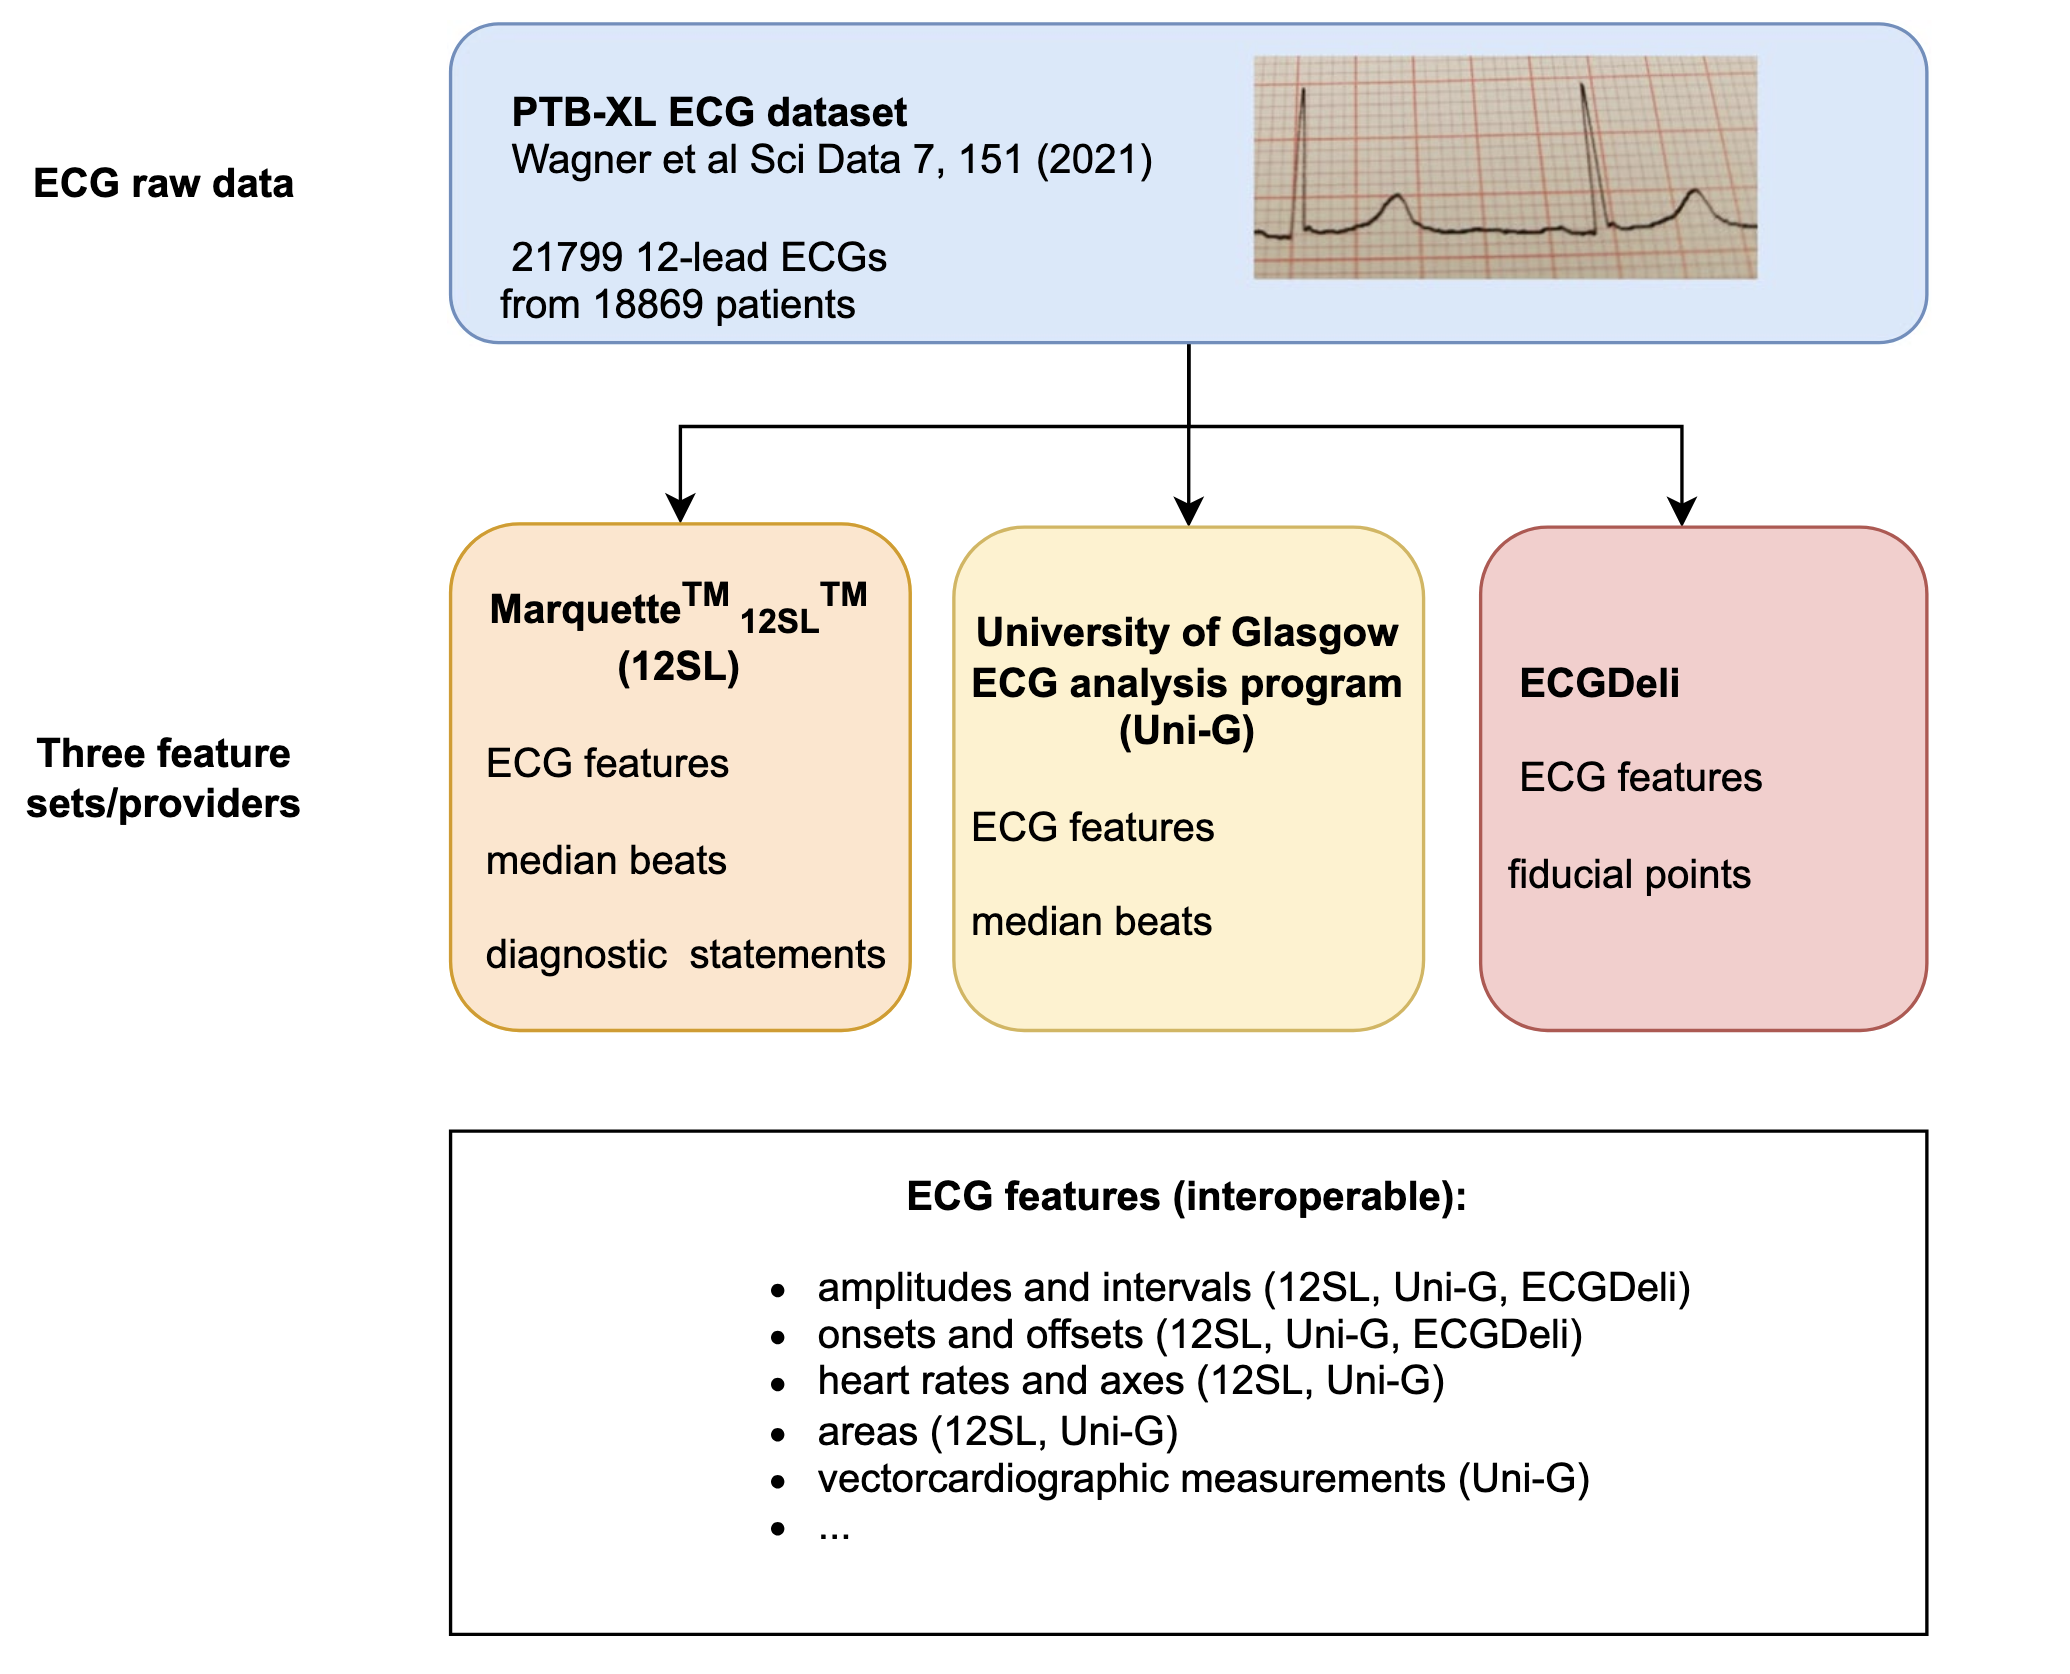 PTB-XL ECG dataset
Wagner et al Sci Data 7, 151 (2021)
ECG raw data
21799 12-lead ECGs
from 18869 patients
Marquette™ 12SL™
(12SL)
ECG features
median beats
diagnostic  statements
University of Glasgow
ECG analysis program
(Uni-G)
ECG features
median beats
ECGDeli
ECG features
fiducial points
Three feature
sets/providers
ECG features (interoperable):
• amplitudes and intervals (12SL, Uni-G, ECGDeli)
• onsets and offsets (12SL, Uni-G, ECGDeli)
• heart rates and axes (12SL, Uni-G)
• areas (12SL, Uni-G)
• vectorcardiographic measurements (Uni-G)
• ...